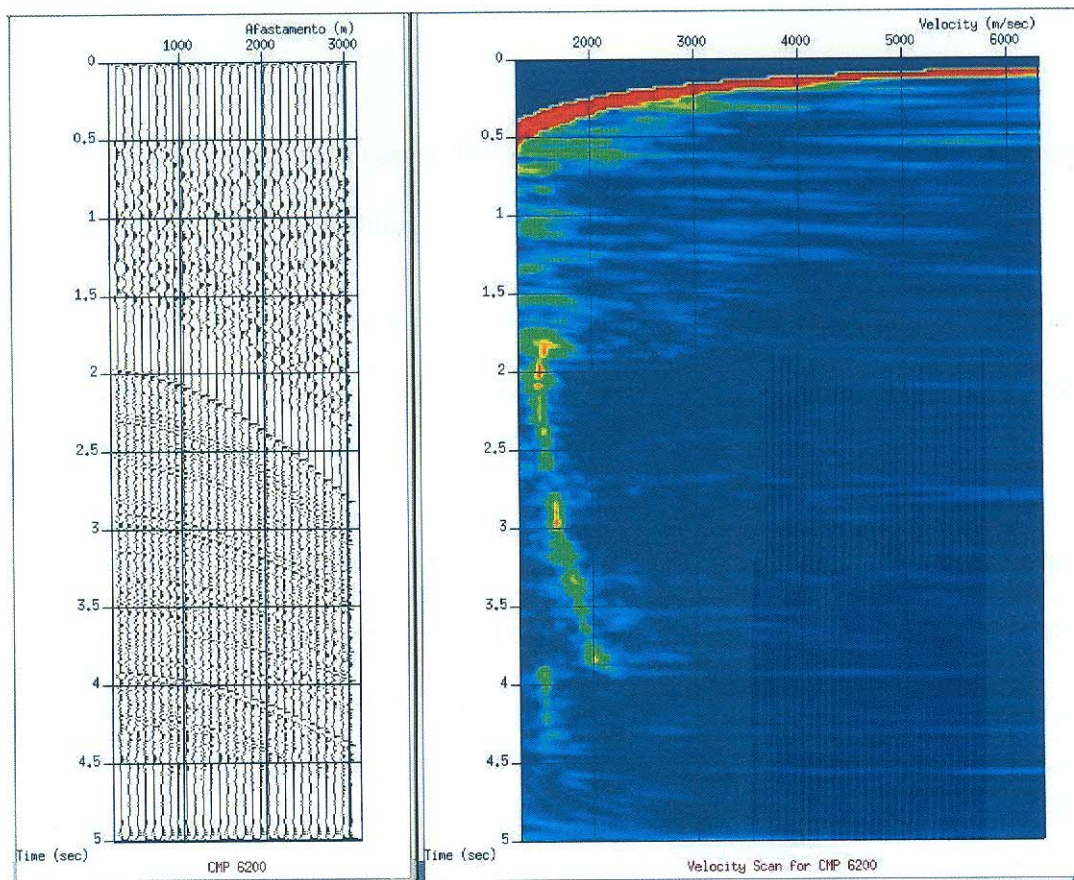 Afastamento (m)
1000 2000 3000
0
0.5
1
1.5
2
2.5
3
3.5
4
4.5
5
Time (sec)
CMP 6200
Velocity (m/sec)
2000 3000 4000 5000 6000
0
0.5
1
1.5
2
2.5
3
3.5
4
4.5
5
Time (sec)
Velocity Scan for CMP 6200